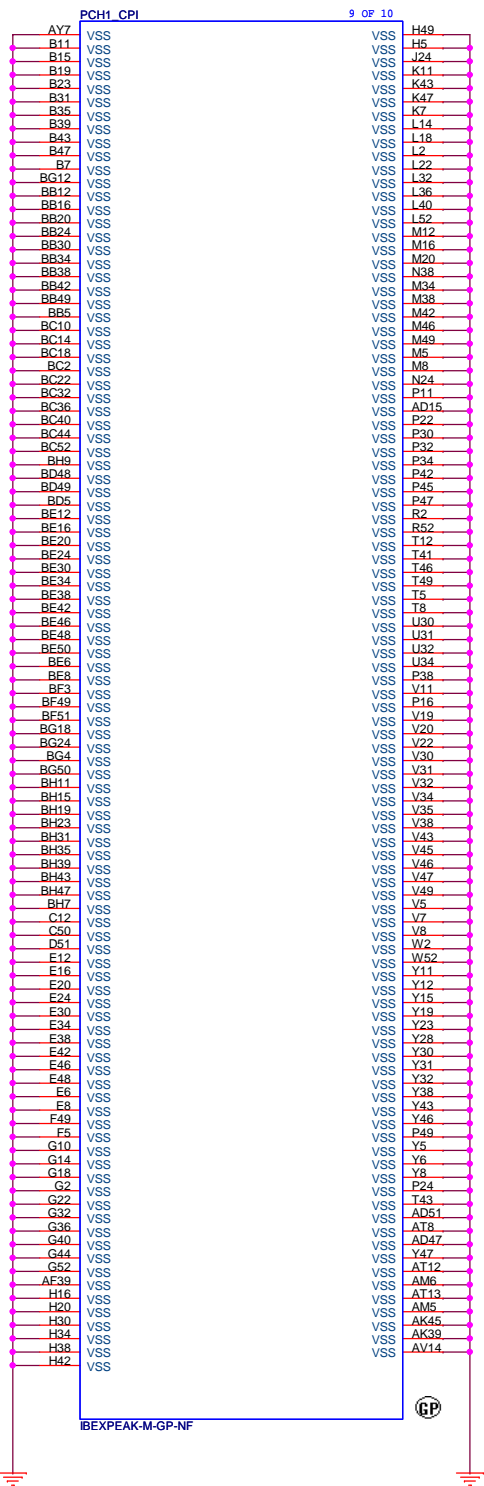 PCH1_CPI 9 OF 10
AY7 VSS VSS H49
B11 VSS VSS H5
B15 VSS VSS J24
B19 VSS VSS K11
B23 VSS VSS K43
B31 VSS VSS K47
B35 VSS VSS K7
B39 VSS VSS L14
B43 VSS VSS L18
B47 VSS VSS L2
B7 VSS VSS L22
BG12 VSS VSS L32
BB12 VSS VSS L36
BB16 VSS VSS L40
BB20 VSS VSS L52
BB24 VSS VSS M12
BB30 VSS VSS M16
BB34 VSS VSS M20
BB38 VSS VSS N38
BB42 VSS VSS M34
BB49 VSS VSS M38
BB5 VSS VSS M42
BC10 VSS VSS M46
BC14 VSS VSS M49
BC18 VSS VSS M5
BC2 VSS VSS M8
BC22 VSS VSS N24
BC32 VSS VSS P11
BC36 VSS VSS AD15
BC40 VSS VSS P22
BC44 VSS VSS P30
BC52 VSS VSS P32
BH9 VSS VSS P34
BD48 VSS VSS P42
BD49 VSS VSS P45
BD5 VSS VSS P47
BE12 VSS VSS R2
BE16 VSS VSS R52
BE20 VSS VSS T12
BE24 VSS VSS T41
BE30 VSS VSS T46
BE34 VSS VSS T49
BE38 VSS VSS T5
BE42 VSS VSS T8
BE46 VSS VSS U30
BE48 VSS VSS U31
BE50 VSS VSS U32
BE6 VSS VSS U34
BE8 VSS VSS P38
BF3 VSS VSS V11
BF49 VSS VSS P16
BF51 VSS VSS V19
BG18 VSS VSS V20
BG24 VSS VSS V22
BG4 VSS VSS V30
BG50 VSS VSS V31
BH11 VSS VSS V32
BH15 VSS VSS V34
BH19 VSS VSS V35
BH23 VSS VSS V38
BH31 VSS VSS V43
BH35 VSS VSS V45
BH39 VSS VSS V46
BH43 VSS VSS V47
BH47 VSS VSS V49
BH7 VSS VSS V5
C12 VSS VSS V7
C50 VSS VSS V8
D51 VSS VSS W2
E12 VSS VSS W52
E16 VSS VSS Y11
E20 VSS VSS Y12
E24 VSS VSS Y15
E30 VSS VSS Y19
E34 VSS VSS Y23
E38 VSS VSS Y28
E42 VSS VSS Y30
E46 VSS VSS Y31
E48 VSS VSS Y32
E6 VSS VSS Y38
E8 VSS VSS Y43
F49 VSS VSS Y46
F5 VSS VSS P49
G10 VSS VSS Y5
G14 VSS VSS Y6
G18 VSS VSS Y8
G2 VSS VSS P24
G22 VSS VSS T43
G32 VSS VSS AD51
G36 VSS VSS AT8
G40 VSS VSS AD47
G44 VSS VSS Y47
G52 VSS VSS AT12
AF39 VSS VSS AM6
H16 VSS VSS AT13
H20 VSS VSS AM5
H30 VSS VSS AK45
H34 VSS VSS AK39
H38 VSS VSS AV14
H42 VSS
GP
IBEXPEAK-M-GP-NF